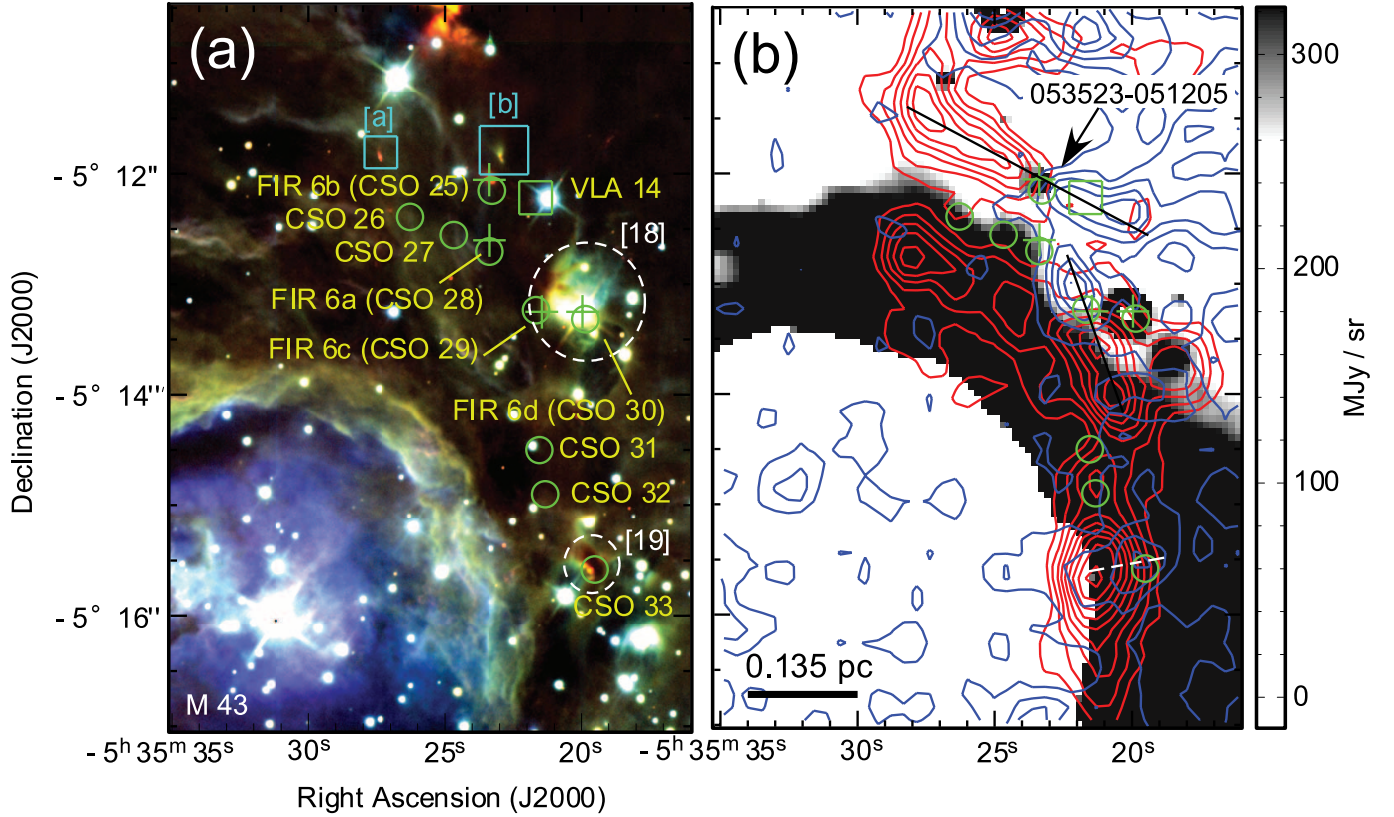 (a)
[a]
[b]
- 5° 12"
FIR 6b (CSO 25)
VLA 14
CSO 26
CSO 27
[18]
FIR 6a (CSO 28)
FIR 6c (CSO 29)
- 5° 14''
FIR 6d (CSO 30)
CSO 31
CSO 32
[19]
CSO 33
- 5° 16''
M 43
- 5h 35m 35s
30s
25s
20s
Declination (J2000)
Right Ascension (J2000)
(b)
053523-051205
0.135 pc
- 5h 35m 35s
30s
25s
20s
300
200
100
0
MJy / sr